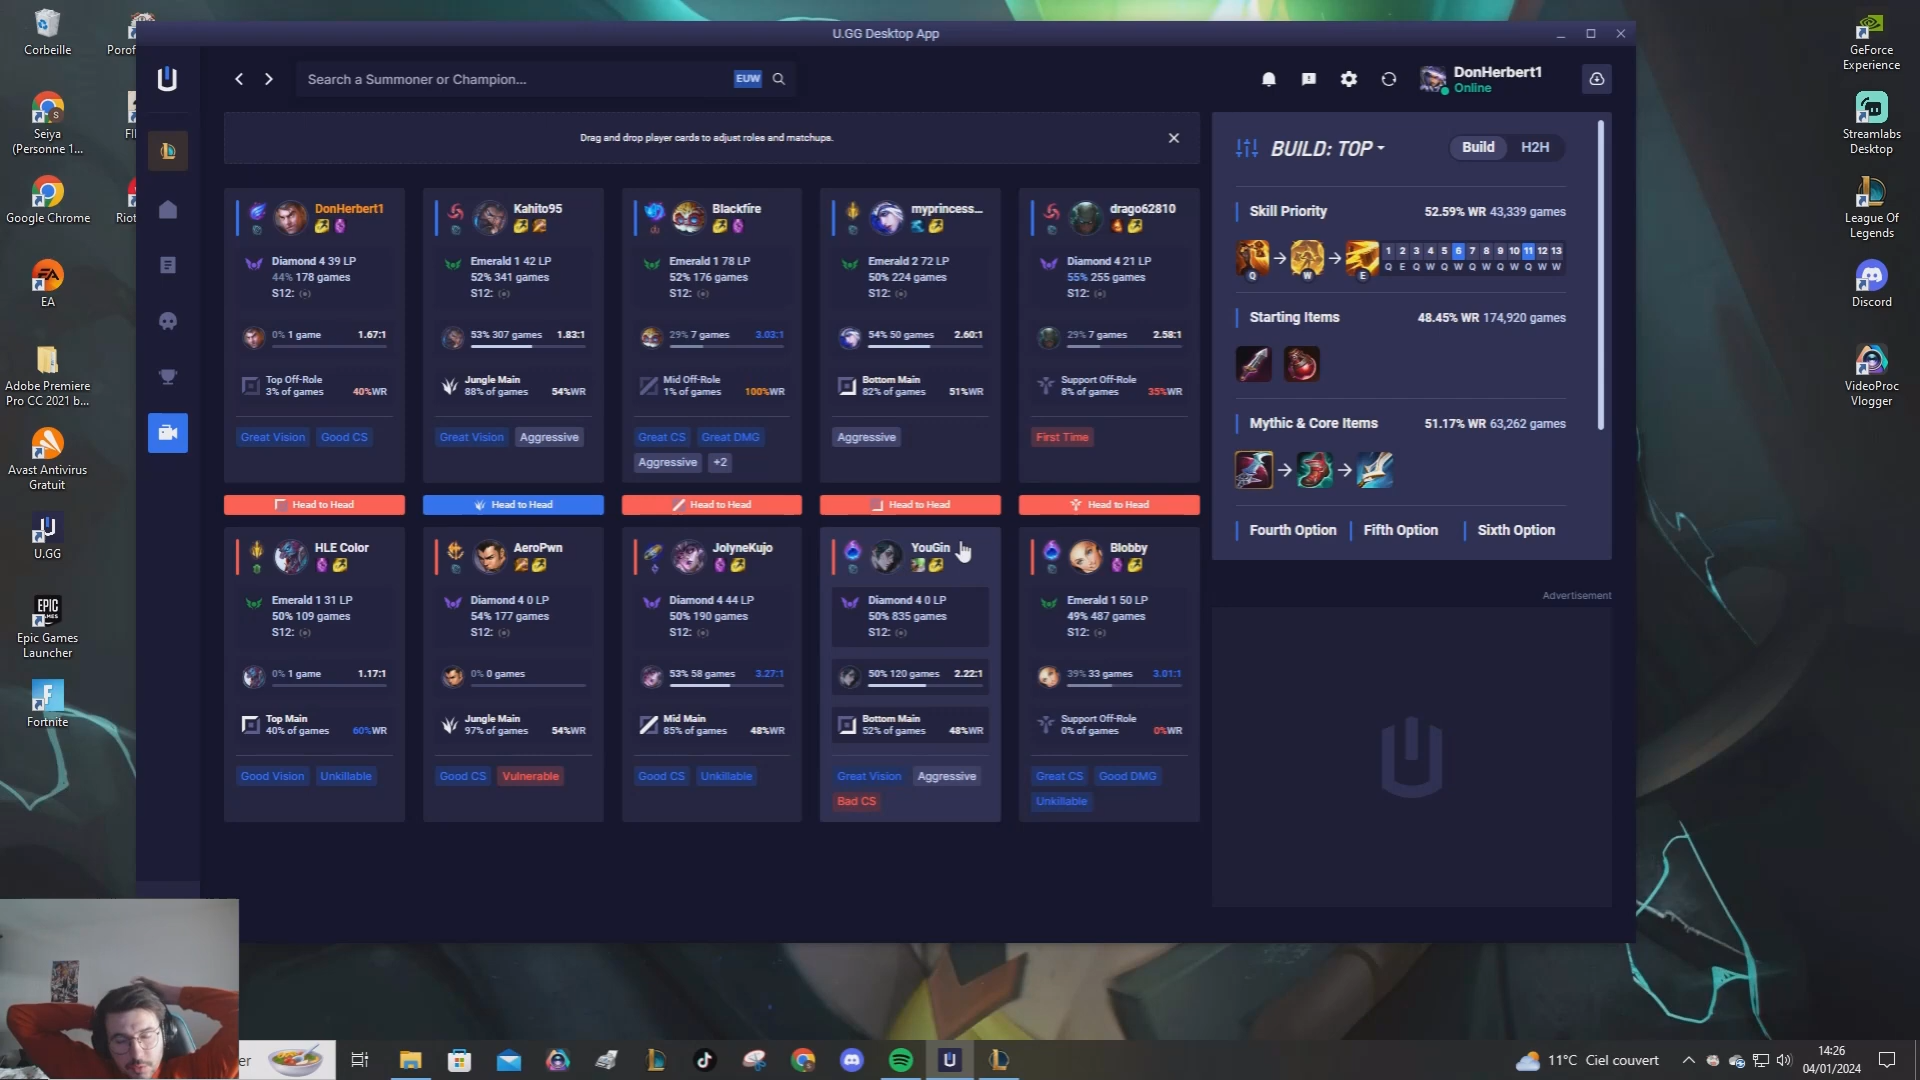 Corbeille
Porof
U.GG Desktop App
GeForce
Experience
Search a Summoner or Champion...
EUW
DonHerbert1
Online
Seiya
(Personne 1...
Drag and drop player cards to adjust roles and matchups.
BUILD: TOP
Build
H2H
Streamlabs
Desktop
Google Chrome
Riot
League Of
Legends
EA
Discord
Adobe Premiere
Pro CC 2021 b...
VideoProc
Vlogger
Avast Antivirus
Gratuit
U.GG
Epic Games
Launcher
Fortnite
DonHerbert1
Diamond 4 39 LP
44% 178 games
S12:
0% 1 game 1.67:1
Top Off-Role
3% of games 40%WR
Great Vision Good CS
Kahito95
Emerald 1 42 LP
52% 341 games
S12:
53% 307 games 1.83:1
Jungle Main
88% of games 54%WR
Great Vision Aggressive
Blackfire
Emerald 1 78 LP
52% 176 games
S12:
29% 7 games 3.03:1
Mid Off-Role
1% of games 100%WR
Great CS Great DMG
Aggressive +2
myprincess...
Emerald 2 72 LP
50% 224 games
S12:
54% 50 games 2.60:1
Bottom Main
82% of games 51%WR
Aggressive
drago62810
Diamond 4 21 LP
55% 255 games
S12:
29% 7 games 2.58:1
Support Off-Role
8% of games 35%WR
First Time
Head to Head Head to Head Head to Head Head to Head Head to Head
HLE Color
Emerald 1 31 LP
50% 109 games
S12:
0% 1 game 1.17:1
Top Main
40% of games 60%WR
Good Vision Unkillable
AeroPwn
Diamond 4 0 LP
54% 177 games
S12:
0% 0 games
Jungle Main
97% of games 54%WR
Good CS Vulnerable
JolyneKujo
Diamond 4 44 LP
50% 190 games
S12:
53% 58 games 3.27:1
Mid Main
85% of games 48%WR
Good CS Unkillable
YouGin
Diamond 4 0 LP
50% 835 games
S12:
50% 120 games 2.22:1
Bottom Main
52% of games 48%WR
Great Vision Aggressive
Bad CS
Blobby
Emerald 1 50 LP
49% 487 games
S12:
39% 33 games 3.01:1
Support Off-Role
0% of games 0%WR
Great CS Good DMG
Unkillable
Skill Priority 52.59% WR 43,339 games
1 2 3 4 5 6 7 8 9 10 11 12 13
Q W E Q E Q W Q W Q W Q W Q W W
Starting Items 48.45% WR 174,920 games
Mythic & Core Items 51.17% WR 63,262 games
Fourth Option Fifth Option Sixth Option
Advertisement
er
11°C Ciel couvert
14:26
04/01/2024